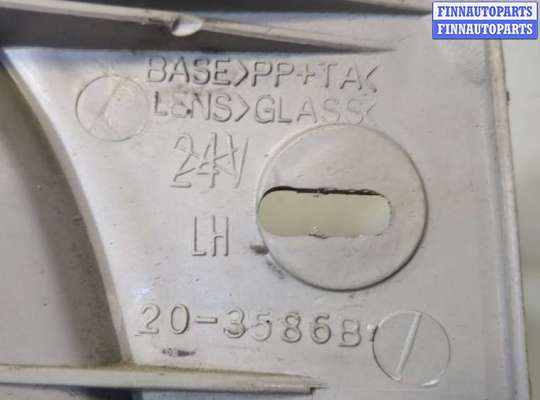 FINNAUTOPARTS
FINNAUTOPARTS
BASE>PP+TA<
LENS>GLASS<
24V
LH
20-3586B